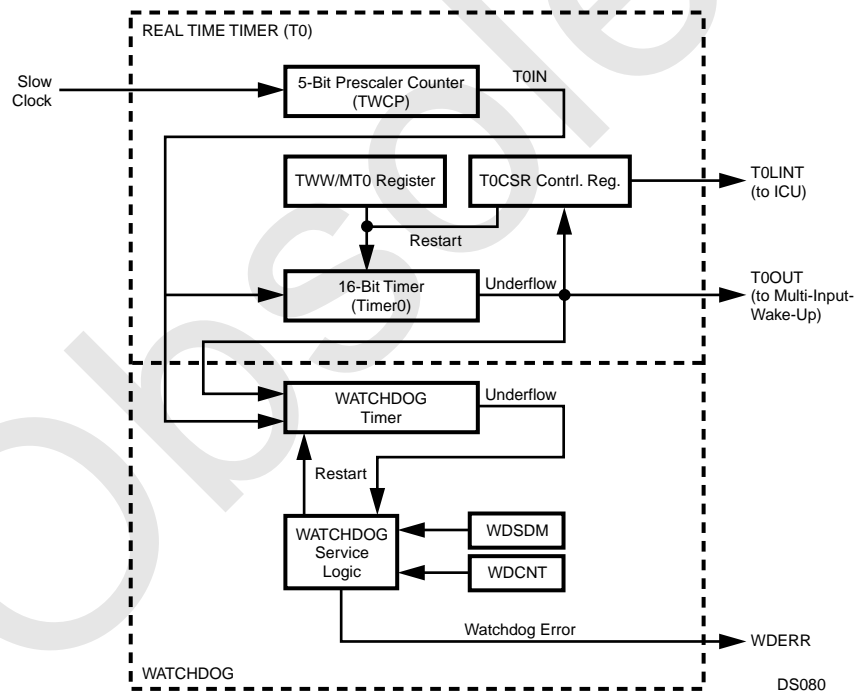 REAL TIME TIMER (T0)
Slow
Clock
5-Bit Prescaler Counter
(TWCP)
T0IN
TWW/MT0 Register
T0CSR Contrl. Reg.
T0LINT
(to ICU)
Restart
16-Bit Timer
(Timer0)
Underflow
T0OUT
(to Multi-Input-
Wake-Up)
WATCHDOG
Timer
Underflow
Restart
WATCHDOG
Service
Logic
WDSDM
WDCNT
Watchdog Error
WDERR
WATCHDOG
DS080
Obsole